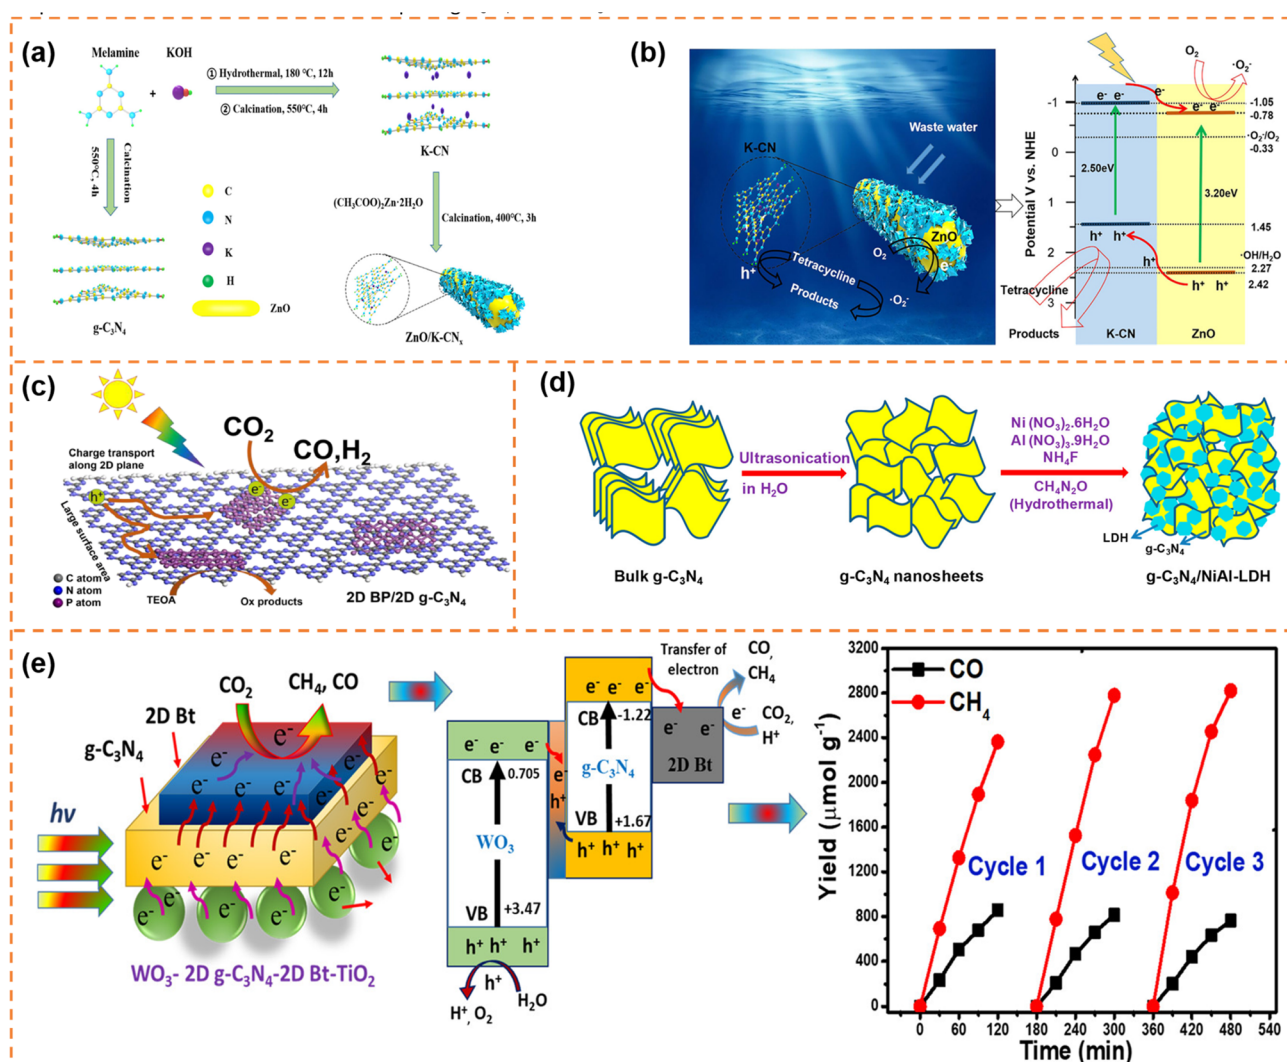 (a)
Melamine
KOH
+
① Hydrothermal, 180 °C, 12h
② Calcination, 550°C, 4h
Calcination
550°C, 4h
K-CN
C
N
K
H
ZnO
(CH₃COO)₂Zn·2H₂O
Calcination, 400°C, 3h
g-C₃N₄
ZnO/K-CNₓ
(b)
Waste water
K-CN
ZnO
O₂
e⁻
h⁺
Tetracycline
Products
·O₂⁻
Potential V vs. NHE
-1
0
1
2
3
O₂
·O₂⁻
e⁻ e⁻
e⁻
e⁻ e⁻
-1.05
-0.78
·O₂⁻/O₂
-0.33
2.50eV
3.20eV
1.45
h⁺ h⁺
h⁺
·OH/H₂O
2.27
2.42
h⁺ h⁺
Tetracycline
Products
K-CN
ZnO
(c)
CO₂
CO,H₂
Charge transport
along 2D plane
h⁺
e⁻
e⁻
Large surface area
C atom
N atom
P atom
TEOA
Ox products
2D BP/2D g-C₃N₄
(d)
Ultrasonication
in H₂O
Ni (NO₃)₂.6H₂O
Al (NO₃)₃.9H₂O
NH₄F
CH₄N₂O
(Hydrothermal)
LDH
g-C₃N₄
Bulk g-C₃N₄
g-C₃N₄ nanosheets
g-C₃N₄/NiAl-LDH
(e)
CO₂
CH₄, CO
2D Bt
g-C₃N₄
hν
e⁻
e⁻ e⁻ e⁻
e⁻ e⁻ e⁻ e⁻ e⁻
e⁻ e⁻ e⁻ e⁻ e⁻
e⁻ e⁻ e⁻ e⁻ e⁻
WO₃- 2D g-C₃N₄-2D Bt-TiO₂
Transfer of
electron
CO,
CH₄
e⁻
CO₂,
H⁺
e⁻ e⁻ e⁻
CB
-1.22
g-C₃N₄
VB
+1.67
h⁺ h⁺ h⁺
e⁻ e⁻
2D Bt
e⁻ e⁻ e⁻
CB
0.705
WO₃
VB
+3.47
h⁺ h⁺ h⁺
e⁻
h⁺
h⁺
H₂O
H⁺, O₂
Yield (μmol g⁻¹)
3200
2800
2400
2000
1600
1200
800
400
0
CO
CH₄
Cycle 1
Cycle 2
Cycle 3
0 60 120 180 240 300 360 420 480 540
Time (min)